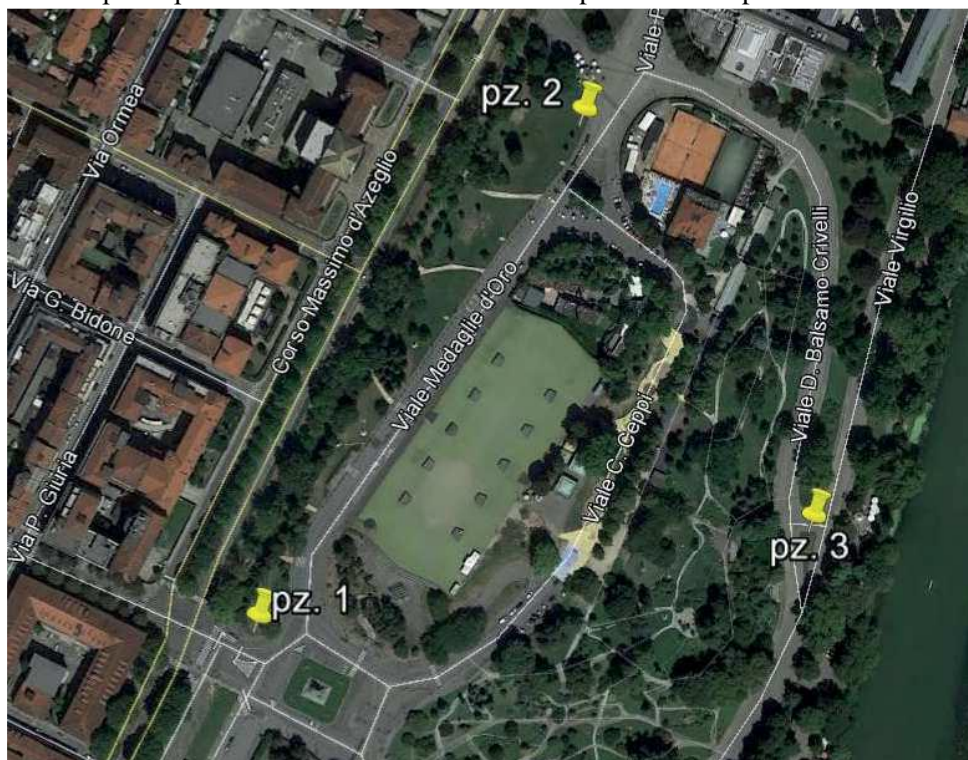 Viale P
pz. 2
Via Ormea
Corso Massimo d'Azeglio
Viale Virgilio
Via G. Bidone
Viale Medaglie d'Oro
Viale D. Balsamo Crivelli
Viale C. Ceppi
Via P. Giuria
pz. 3
pz. 1